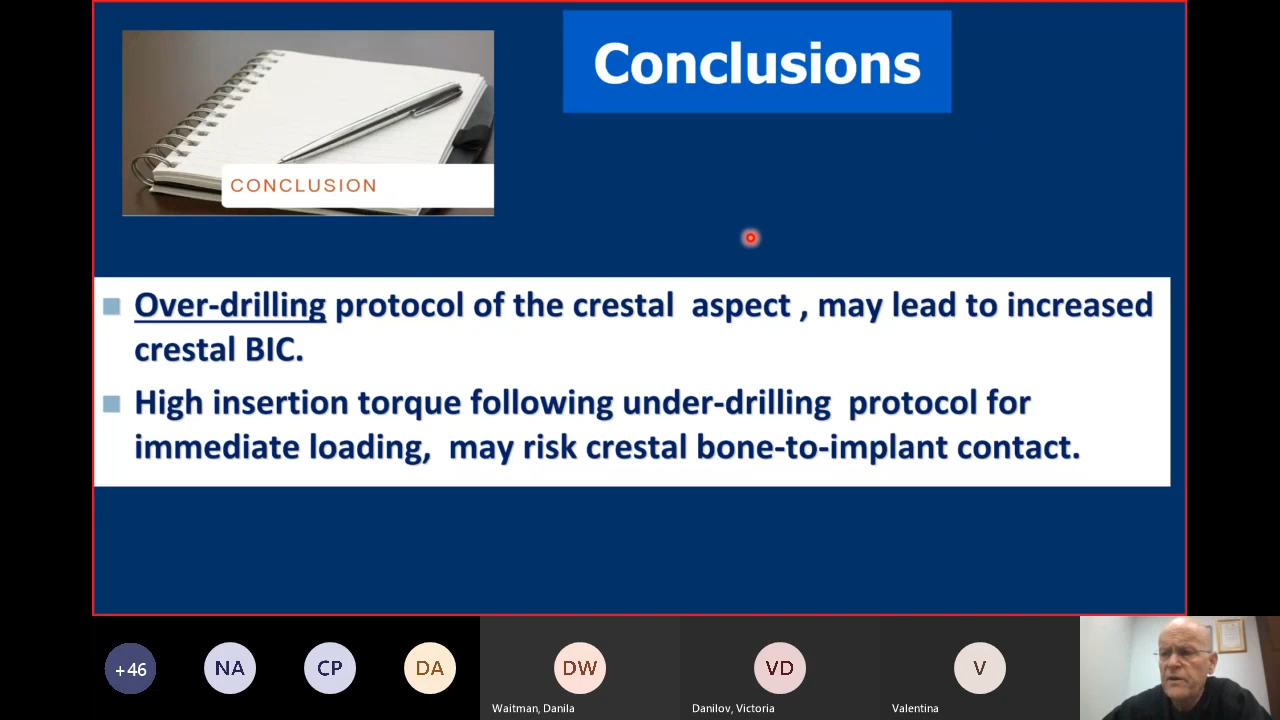 Conclusions
CONCLUSION
Over-drilling protocol of the crestal aspect , may lead to increased
crestal BIC.
High insertion torque following under-drilling protocol for
immediate loading, may risk crestal bone-to-implant contact.
+46
NA
CP
DA
DW
VD
V
Waitman, Danila
Danilov, Victoria
Valentina